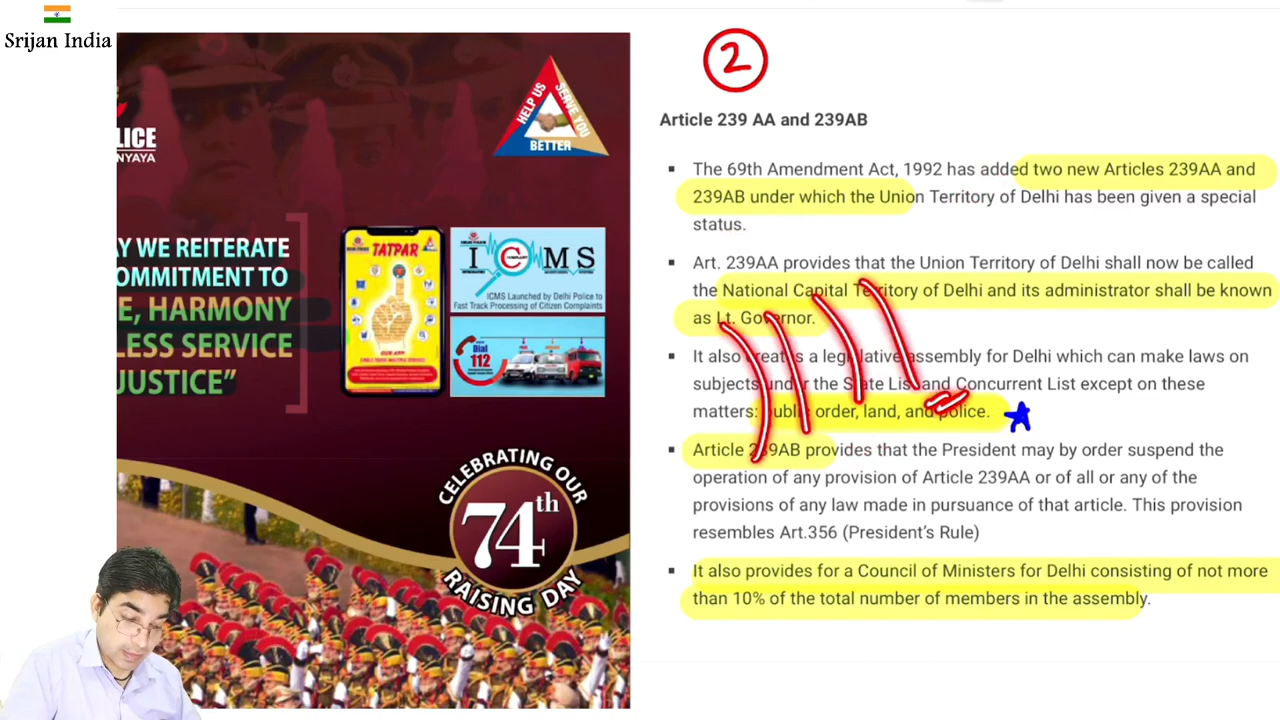 Srijan India
LICE
NYAYA
HELP US
SERVE YOU
BETTER
Y WE REITERATE
OMMITMENT TO
E, HARMONY
LESS SERVICE
JUSTICE”
TATPAR
ICMS
COMPLAINT
ICMS Launched by Delhi Police to
Fast Track Processing of Citizen Complaints
Dial
112
CELEBRATING OUR
74th
RAISING DAY
2
Article 239 AA and 239AB
▪ The 69th Amendment Act, 1992 has added two new Articles 239AA and
239AB under which the Union Territory of Delhi has been given a special
status.
▪ Art. 239AA provides that the Union Territory of Delhi shall now be called
the National Capital Territory of Delhi and its administrator shall be known
as Lt. Governor.
▪ It also creates a legislative assembly for Delhi which can make laws on
subjects under the State List and Concurrent List except on these
matters: public order, land, and police.
▪ Article 239AB provides that the President may by order suspend the
operation of any provision of Article 239AA or of all or any of the
provisions of any law made in pursuance of that article. This provision
resembles Art.356 (President’s Rule)
▪ It also provides for a Council of Ministers for Delhi consisting of not more
than 10% of the total number of members in the assembly.